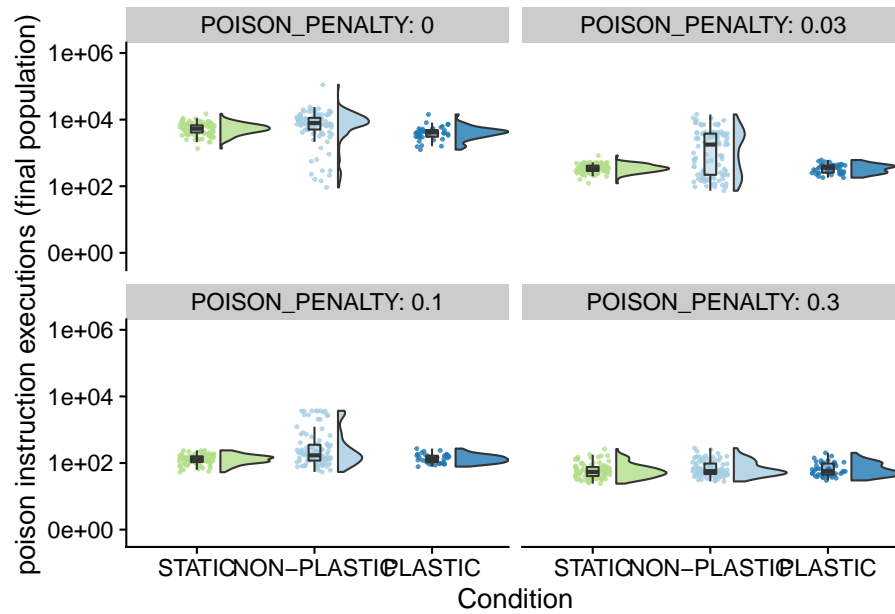 poison instruction executions (final population)
POISON_PENALTY: 0
POISON_PENALTY: 0.03
1e+06
1e+04
1e+02
0e+00
POISON_PENALTY: 0.1
POISON_PENALTY: 0.3
1e+06
1e+04
1e+02
0e+00
STATIC NON−PLASTIC PLASTIC
STATIC NON−PLASTIC PLASTIC
Condition